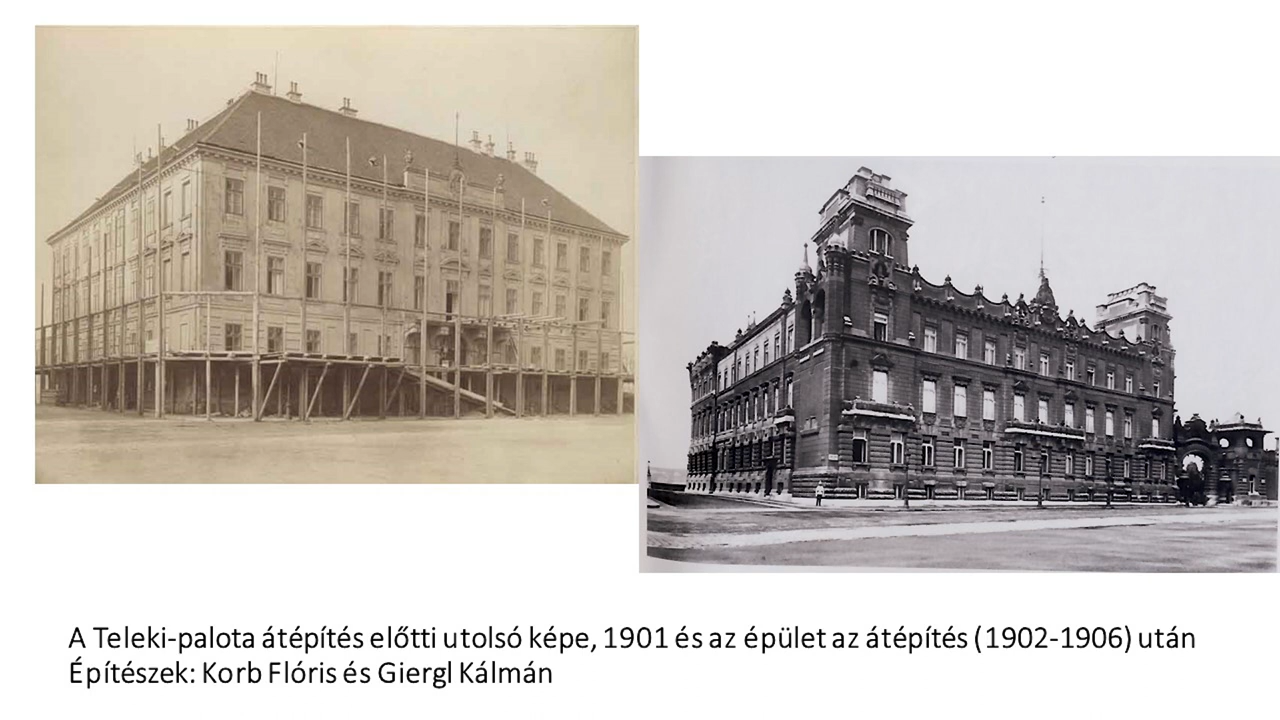 A Teleki-palota átépítés előtti utolsó képe, 1901 és az épület az átépítés (1902-1906) után
Építészek: Korb Flóris és Giergl Kálmán